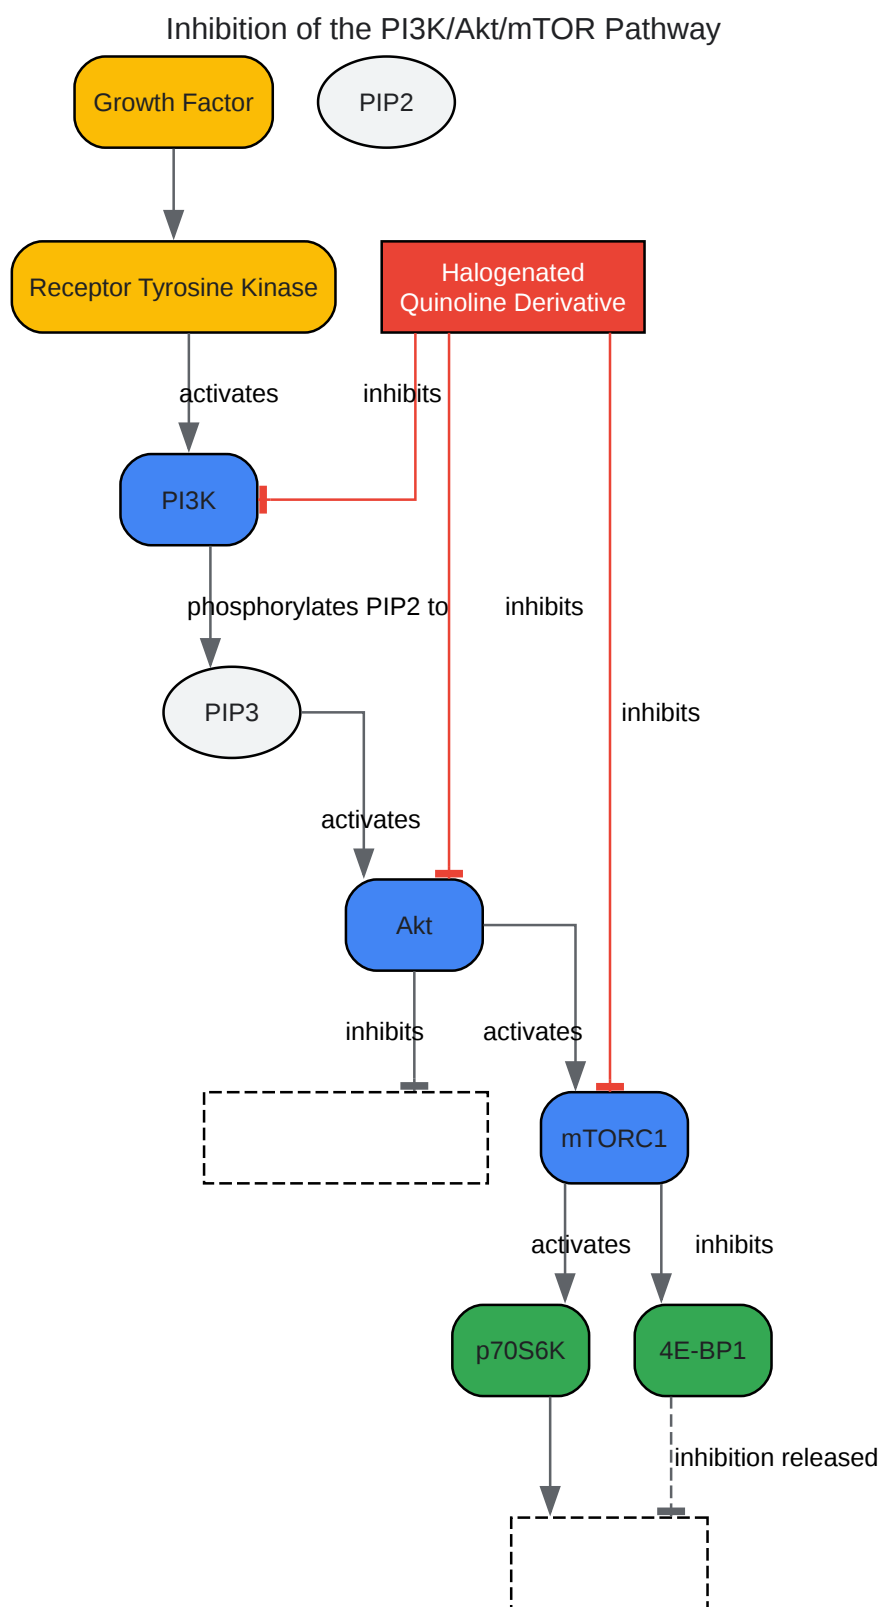 Inhibition of the PI3K/Akt/mTOR Pathway
Growth Factor
PIP2
Receptor Tyrosine Kinase
Halogenated
Quinoline Derivative
activates
inhibits
PI3K
phosphorylates PIP2 to
inhibits
PIP3
inhibits
activates
Akt
inhibits
activates
mTORC1
activates
inhibits
p70S6K
4E-BP1
inhibition released